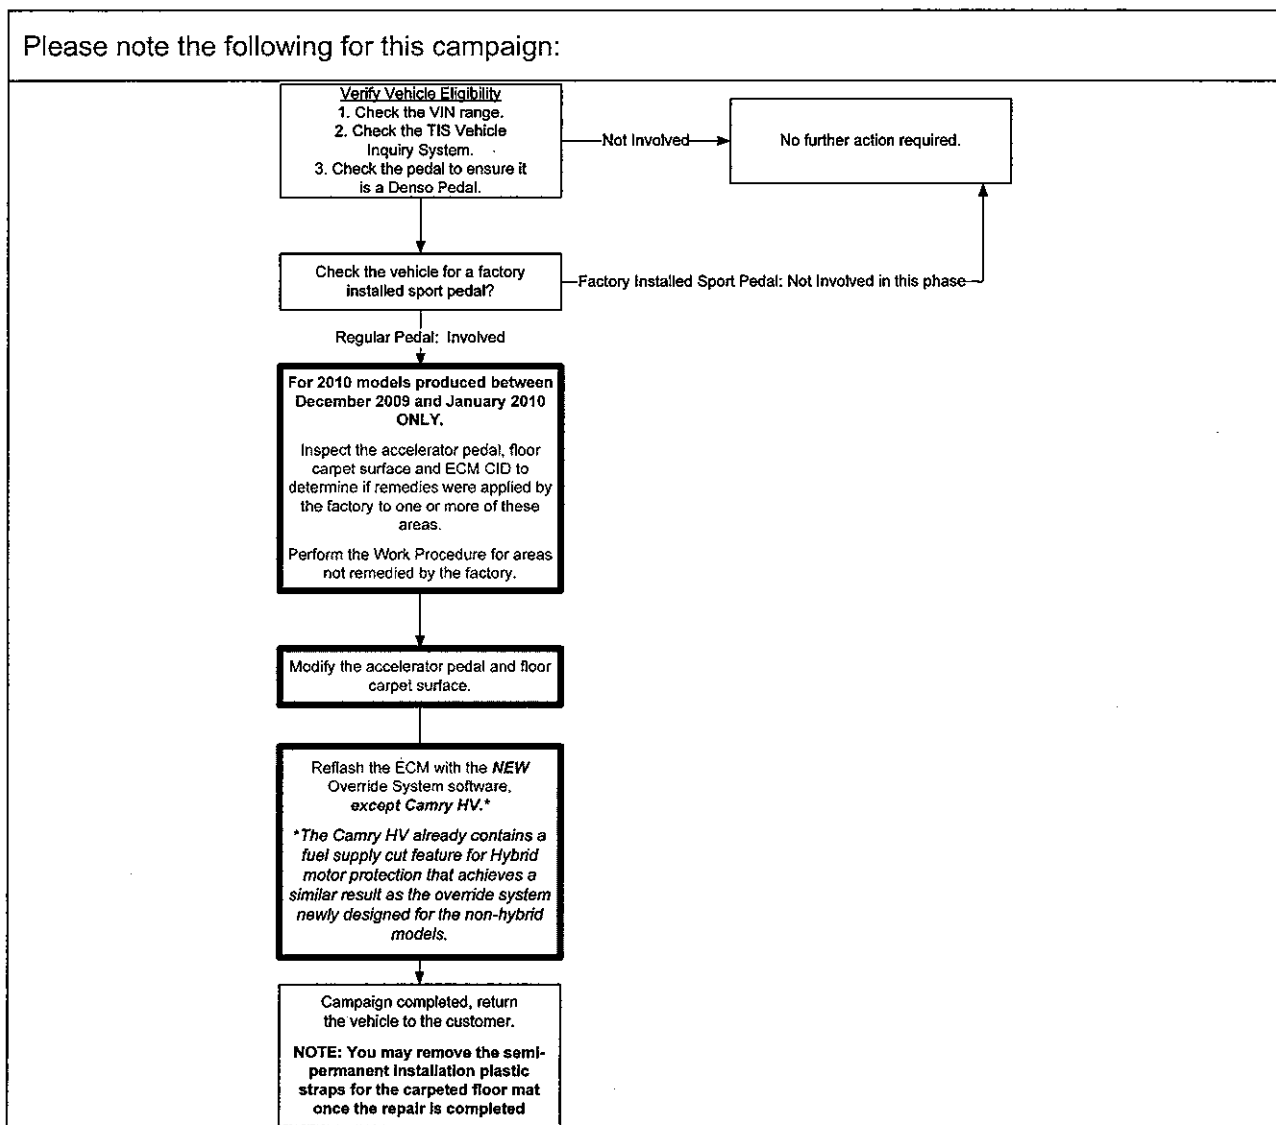 Please note the following for this campaign:
Verify Vehicle Eligibility
1. Check the VIN range.
2. Check the TIS Vehicle
Inquiry System.
3. Check the pedal to ensure it
is a Denso Pedal.
Not Involved
No further action required.
Check the vehicle for a factory
installed sport pedal?
Factory Installed Sport Pedal: Not Involved in this phase
Regular Pedal: Involved
For 2010 models produced between
December 2009 and January 2010
ONLY.
Inspect the accelerator pedal, floor
carpet surface and ECM CID to
determine if remedies were applied by
the factory to one or more of these
areas.
Perform the Work Procedure for areas
not remedied by the factory.
Modify the accelerator pedal and floor
carpet surface.
Reflash the ECM with the NEW
Override System software,
except Camry HV.*
*The Camry HV already contains a
fuel supply cut feature for Hybrid
motor protection that achieves a
similar result as the override system
newly designed for the non-hybrid
models.
Campaign completed, return
the vehicle to the customer.
NOTE: You may remove the semi-
permanent installation plastic
straps for the carpeted floor mat
once the repair is completed